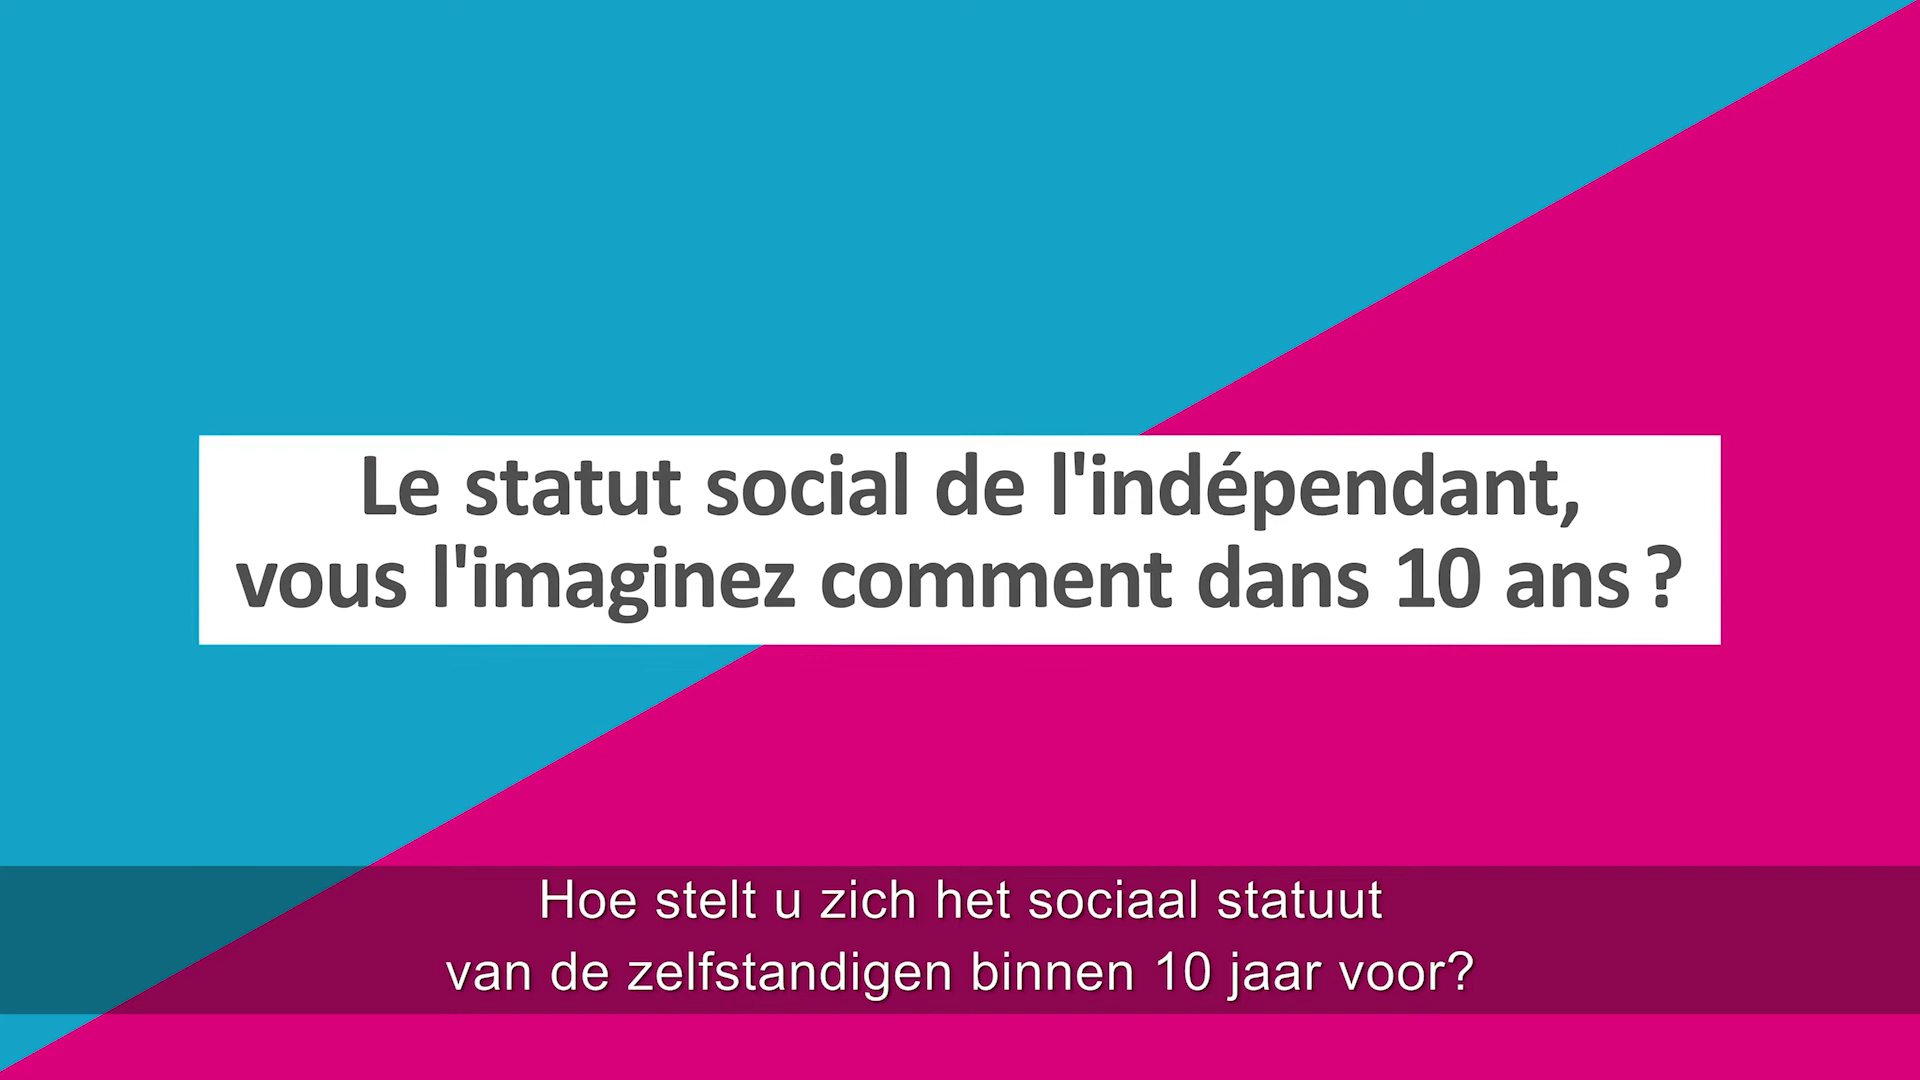 Le statut social de l'indépendant,
vous l'imaginez comment dans 10 ans ?
Hoe stelt u zich het sociaal statuut
van de zelfstandigen binnen 10 jaar voor?